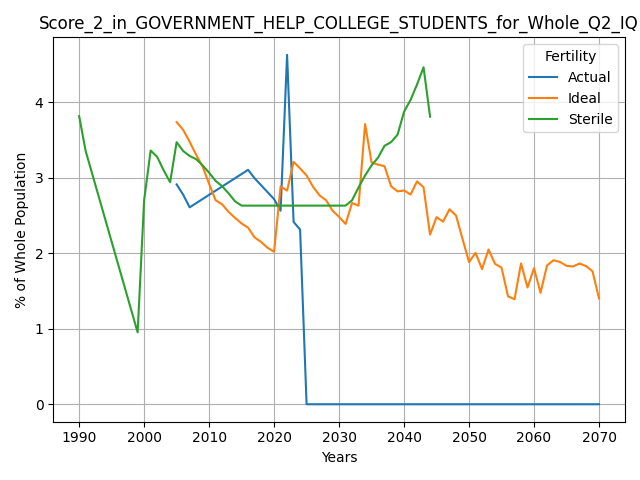 Score_2_in_GOVERNMENT_HELP_COLLEGE_STUDENTS_for_Whole_Q2_IQ
Fertility
Actual
Ideal
Sterile
% of Whole Population
4
3
2
1
0
1990 2000 2010 2020 2030 2040 2050 2060 2070
Years